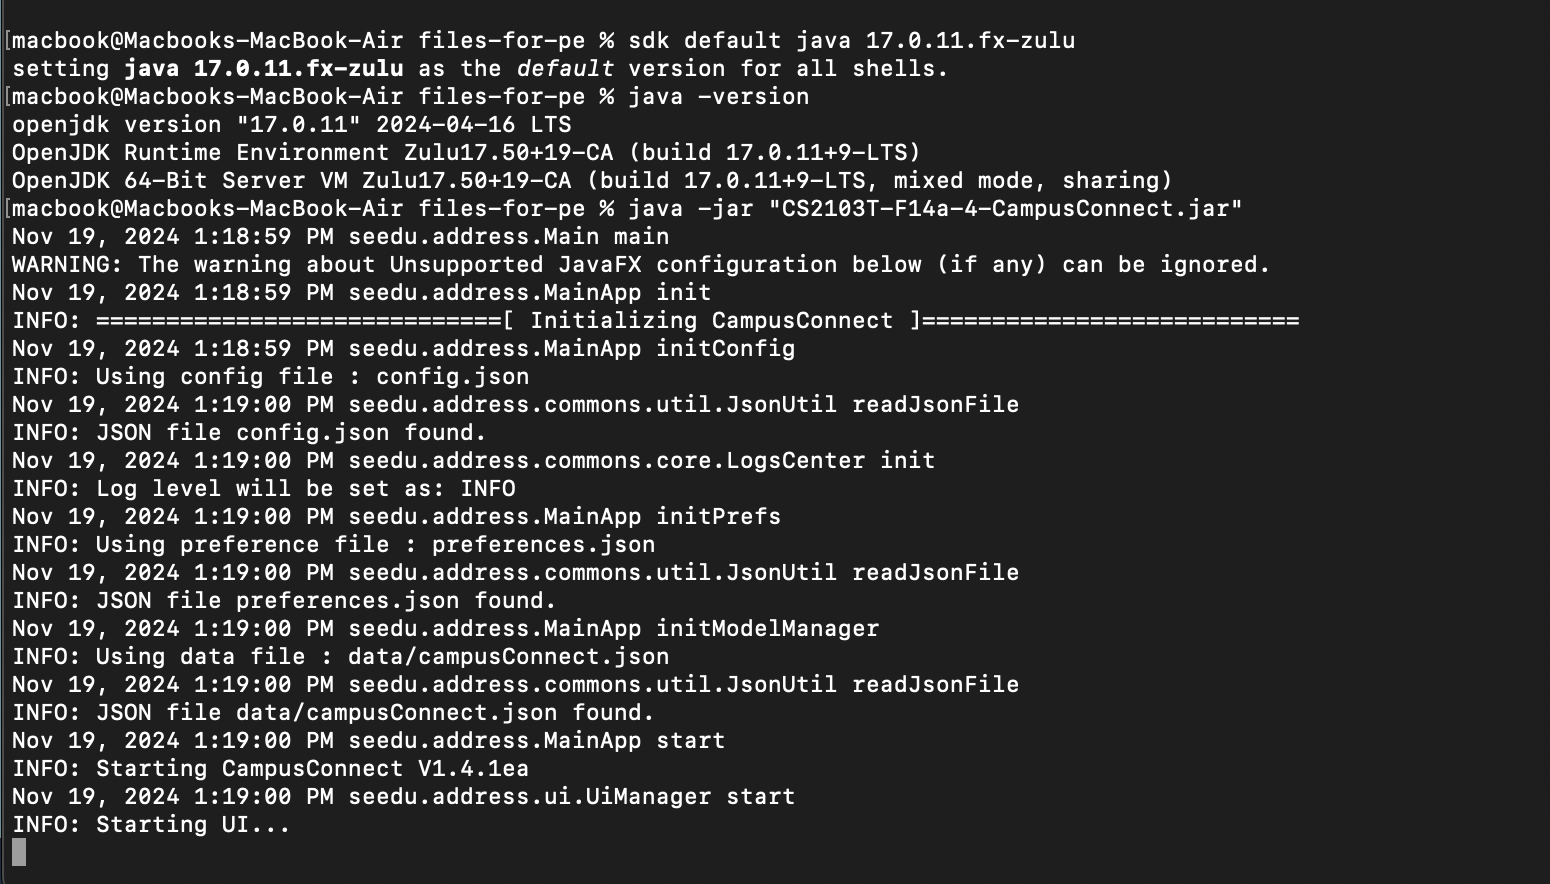 [macbook@Macbooks-MacBook-Air files-for-pe % sdk default java 17.0.11.fx-zulu
setting java 17.0.11.fx-zulu as the default version for all shells.
[macbook@Macbooks-MacBook-Air files-for-pe % java -version
openjdk version "17.0.11" 2024-04-16 LTS
OpenJDK Runtime Environment Zulu17.50+19-CA (build 17.0.11+9-LTS)
OpenJDK 64-Bit Server VM Zulu17.50+19-CA (build 17.0.11+9-LTS, mixed mode, sharing)
[macbook@Macbooks-MacBook-Air files-for-pe % java -jar "CS2103T-F14a-4-CampusConnect.jar"
Nov 19, 2024 1:18:59 PM seedu.address.Main main
WARNING: The warning about Unsupported JavaFX configuration below (if any) can be ignored.
Nov 19, 2024 1:18:59 PM seedu.address.MainApp init
INFO: =============================[ Initializing CampusConnect ]===========================
Nov 19, 2024 1:18:59 PM seedu.address.MainApp initConfig
INFO: Using config file : config.json
Nov 19, 2024 1:19:00 PM seedu.address.commons.util.JsonUtil readJsonFile
INFO: JSON file config.json found.
Nov 19, 2024 1:19:00 PM seedu.address.commons.core.LogsCenter init
INFO: Log level will be set as: INFO
Nov 19, 2024 1:19:00 PM seedu.address.MainApp initPrefs
INFO: Using preference file : preferences.json
Nov 19, 2024 1:19:00 PM seedu.address.commons.util.JsonUtil readJsonFile
INFO: JSON file preferences.json found.
Nov 19, 2024 1:19:00 PM seedu.address.MainApp initModelManager
INFO: Using data file : data/campusConnect.json
Nov 19, 2024 1:19:00 PM seedu.address.commons.util.JsonUtil readJsonFile
INFO: JSON file data/campusConnect.json found.
Nov 19, 2024 1:19:00 PM seedu.address.MainApp start
INFO: Starting CampusConnect V1.4.1ea
Nov 19, 2024 1:19:00 PM seedu.address.ui.UiManager start
INFO: Starting UI...